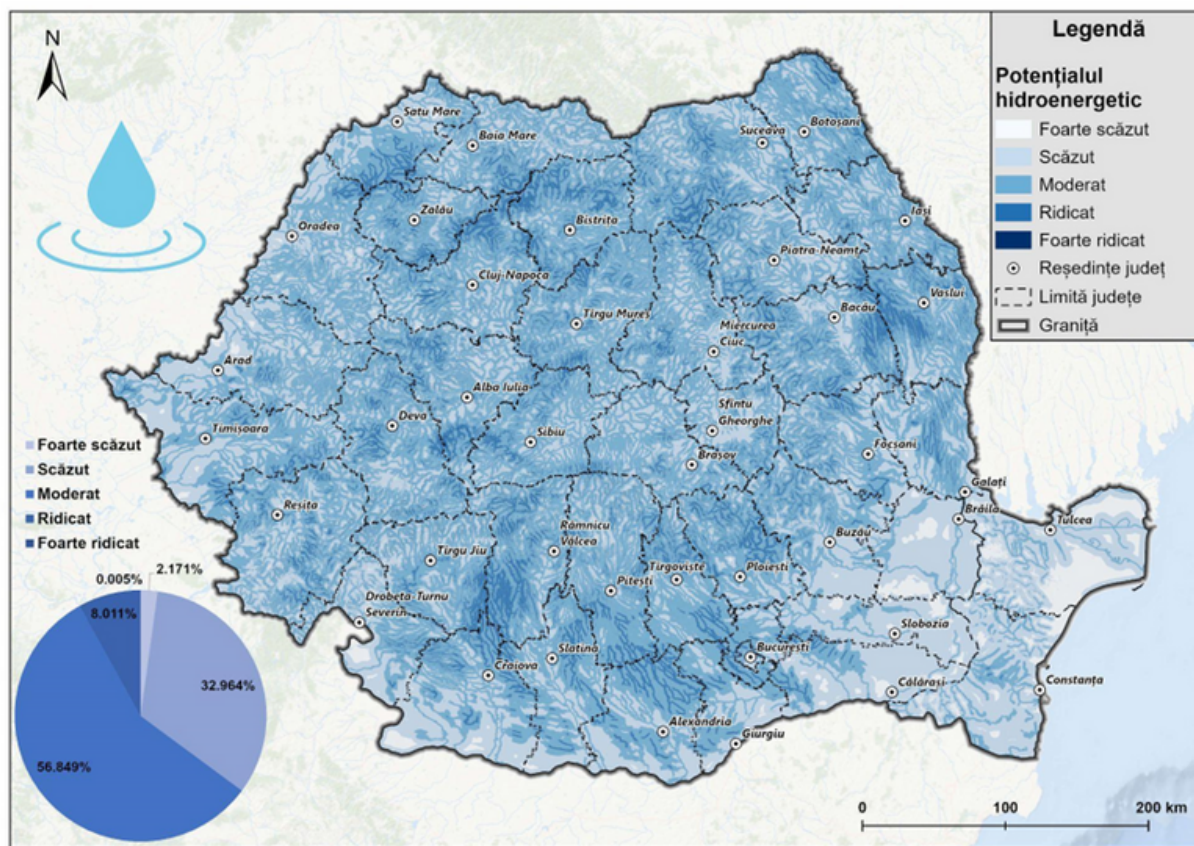 N
Legendă
Potențialul
hidroenergetic
Foarte scăzut
Scăzut
Moderat
Ridicat
Foarte ridicat
Reședințe județ
Limită județe
Graniță
Satu Mare
Baia Mare
Suceava
Botoșani
Zalău
Bistrița
Iași
Oradea
Piatra-Neamț
Cluj-Napoca
Vaslui
Tîrgu Mureș
Bacău
Miercurea
Ciuc
Arad
Alba Iulia
Deva
Sfîntu
Gheorghe
Timișoara
Sibiu
Focșani
Brașov
Galați
Brăila
Tulcea
Reșița
Râmnicu
Vâlcea
Buzău
Tîrgu Jiu
Tîrgoviște
Ploiești
Pitești
Drobeta-Turnu
Severin
Slobozia
Slatina
București
Craiova
Călărași
Constanța
Alexandria
Giurgiu
Foarte scăzut
Scăzut
Moderat
Ridicat
Foarte ridicat
0.005%
2.171%
8.011%
32.964%
56.849%
0 100 200 km